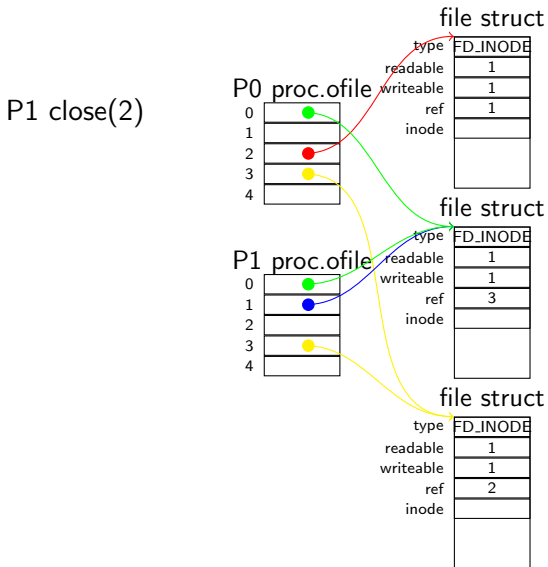 P1 close(2)
P0 proc.ofile
0
1
2
3
4
P1 proc.ofile
0
1
2
3
4
file struct
type FD_INODE
readable 1
writeable 1
ref 1
inode
file struct
type FD_INODE
readable 1
writeable 1
ref 3
inode
file struct
type FD_INODE
readable 1
writeable 1
ref 2
inode